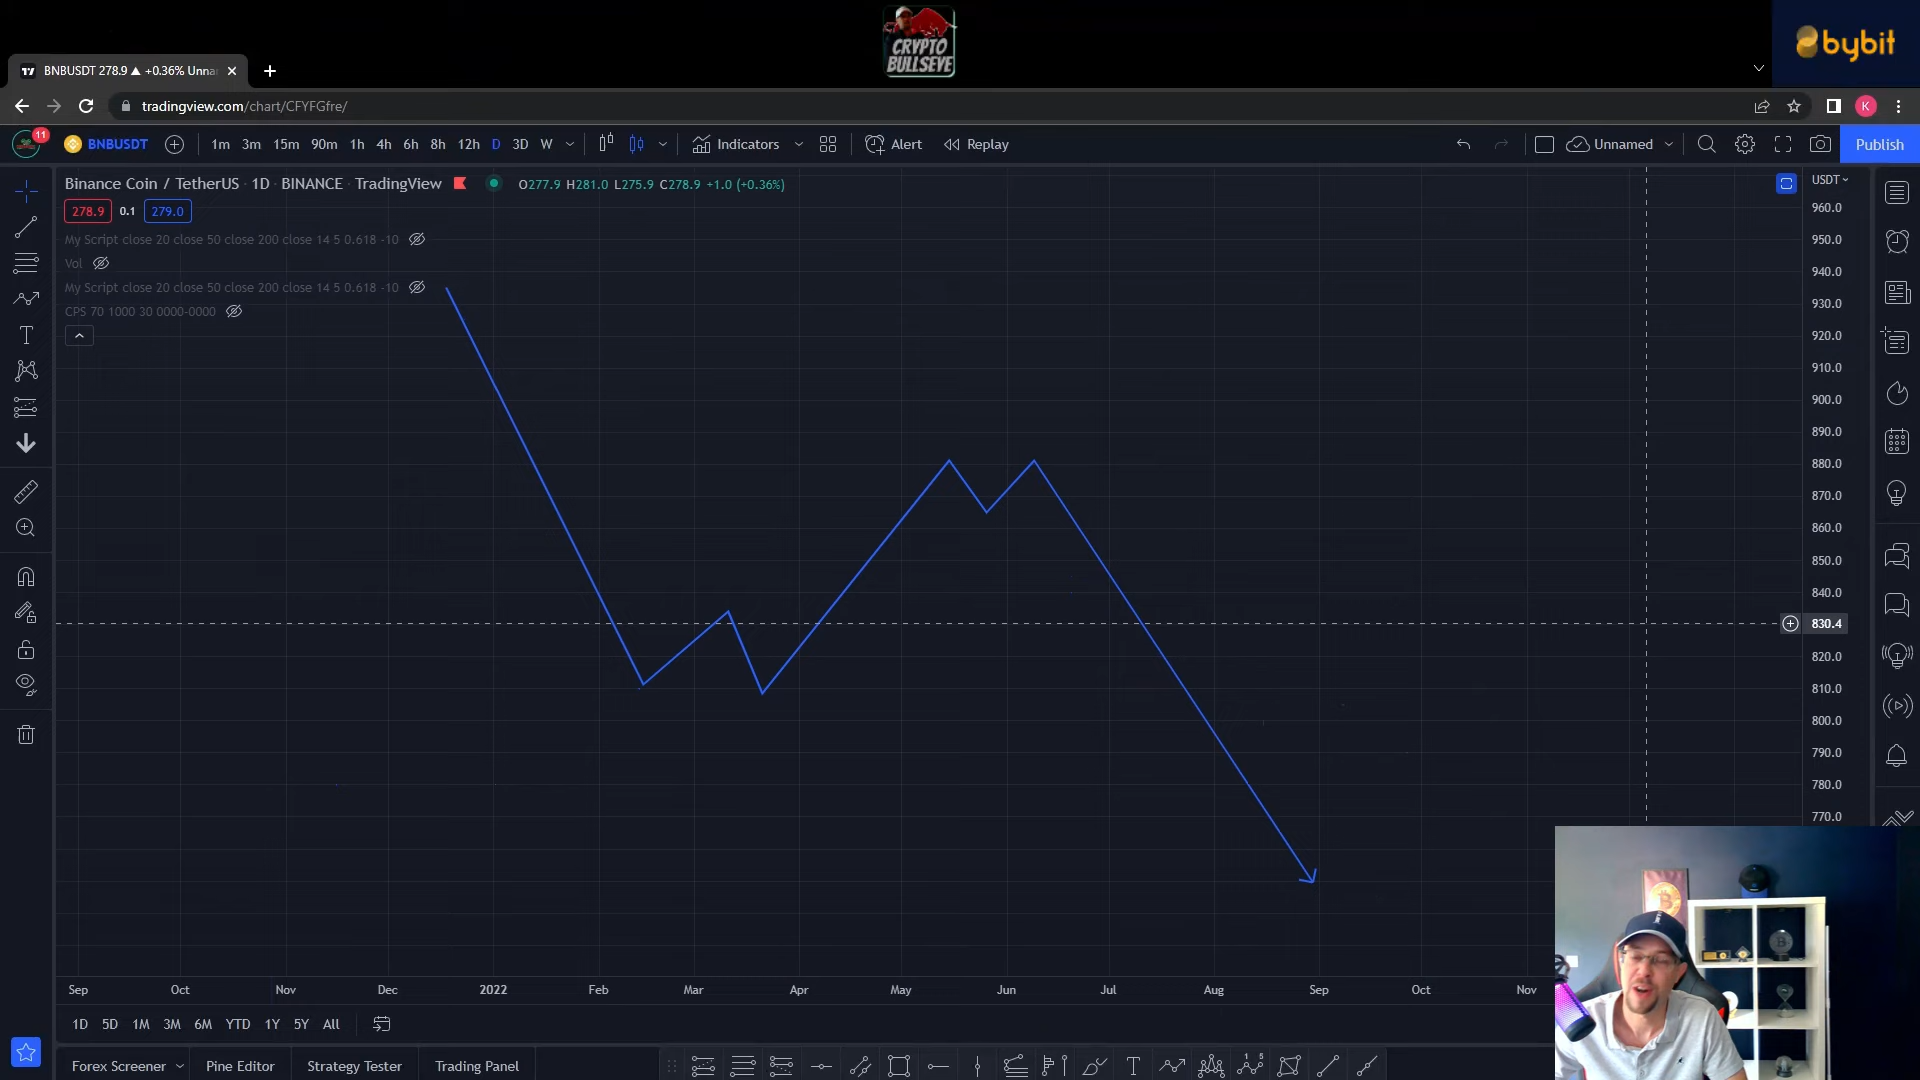 CRYPTO
BULLSEYE
bybit
BNBUSDT 278.9 ▲ +0.36% Unna
tradingview.com/chart/CFYFGfre/
K
11
BNBUSDT
1m 3m 15m 90m 1h 4h 6h 8h 12h D 3D W
Indicators
Alert
Replay
Unnamed
Publish
Binance Coin / TetherUS · 1D · BINANCE · TradingView
O277.9 H281.0 L275.9 C278.9 +1.0 (+0.36%)
USDT
278.9 0.1 279.0
My Script close 20 close 50 close 200 close 14 5 0.618 -10
Vol
My Script close 20 close 50 close 200 close 14 5 0.618 -10
CPS 70 1000 30 0000-0000
960.0
950.0
940.0
930.0
920.0
910.0
900.0
890.0
880.0
870.0
860.0
850.0
840.0
830.4
820.0
810.0
800.0
790.0
780.0
770.0
Sep Oct Nov Dec 2022 Feb Mar Apr May Jun Jul Aug Sep Oct Nov
1D 5D 1M 3M 6M YTD 1Y 5Y All
Forex Screener Pine Editor Strategy Tester Trading Panel